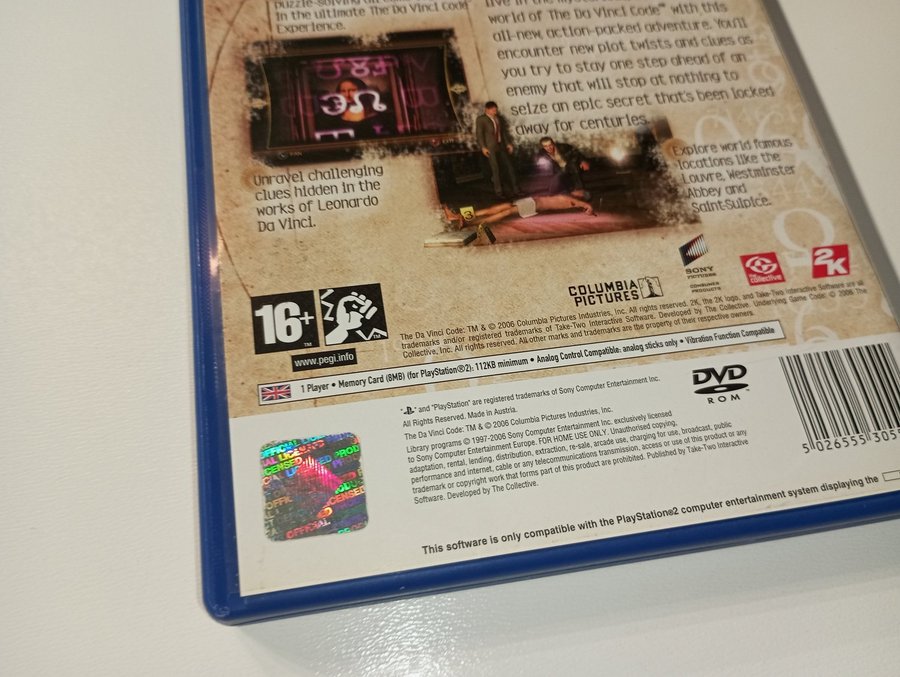 puzzle-solving
in the ultimate The Da Vinci Code™
Experience.
live in the
world of The Da Vinci Code™ with this
all-new, action-packed adventure. You'll
encounter new plot twists and clues as
you try to stay one step ahead of an
enemy that will stop at nothing to
seize an epic secret that's been locked
away for centuries.
Unravel challenging
clues hidden in the
works of Leonardo
Da Vinci.
Explore world famous
locations like the
Louvre, Westminster
Abbey and
Saint-Sulpice.
16+
www.pegi.info
COLUMBIA
PICTURES
SONY
PICTURES
CONSUMER
PRODUCTS
the collective
2K
The Da Vinci Code: TM & © 2006 Columbia Pictures Industries, Inc. All rights reserved. 2K, the 2K logo, and Take-Two Interactive Software are all
trademarks and/or registered trademarks of Take-Two Interactive Software. Developed by The Collective. Underlying Game Code: © 2006 The
Collective, Inc. All rights reserved. All other marks and trademarks are the property of their respective owners.
1 Player • Memory Card (8MB) (for PlayStation®2): 112KB minimum • Analog Control Compatible: analog sticks only • Vibration Function Compatible
" " and "PlayStation" are registered trademarks of Sony Computer Entertainment Inc.
All Rights Reserved. Made in Austria.
The Da Vinci Code: TM & © 2006 Columbia Pictures Industries, Inc.
Library programs © 1997-2006 Sony Computer Entertainment Inc. exclusively licensed
to Sony Computer Entertainment Europe. FOR HOME USE ONLY. Unauthorised copying,
adaptation, rental, lending, distribution, extraction, re-sale, arcade use, charging for use, broadcast, public
performance and internet, cable or any telecommunications transmission, access or use of this product or any
trademark or copyright work that forms part of this product are prohibited. Published by Take-Two Interactive
Software. Developed by The Collective.
DVD
ROM
5 026555 305
OFFICIAL
LICENSED PROD
OFFICIAL
This software is only compatible with the PlayStation®2 computer entertainment system displaying the